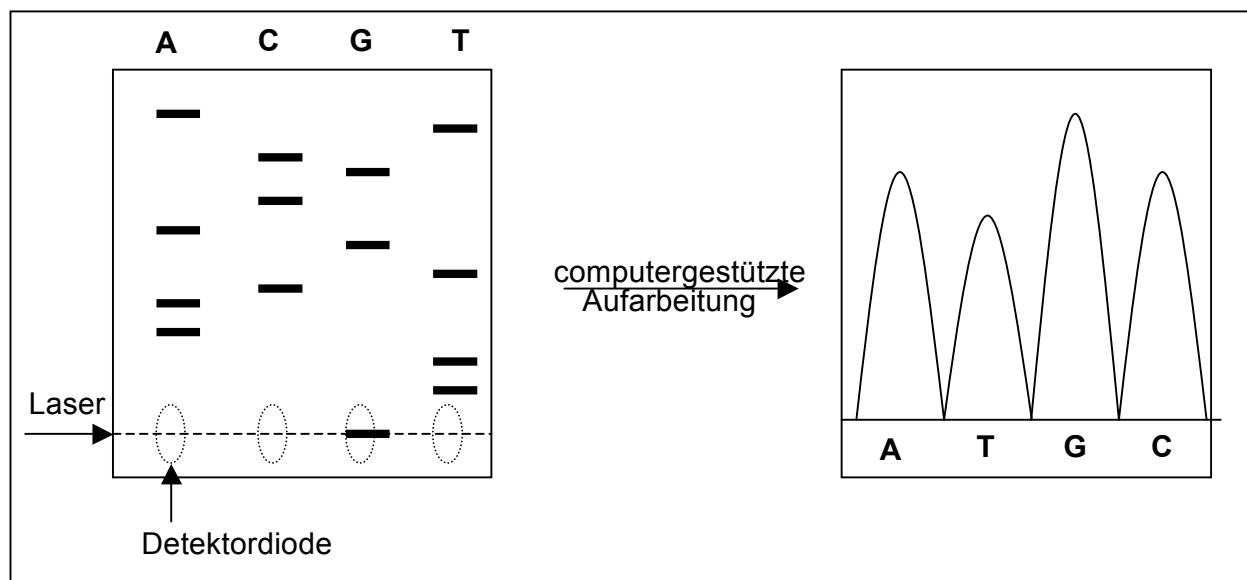 A C G T
computergestützte
Aufarbeitung
Laser
A T G C
Detektordiode